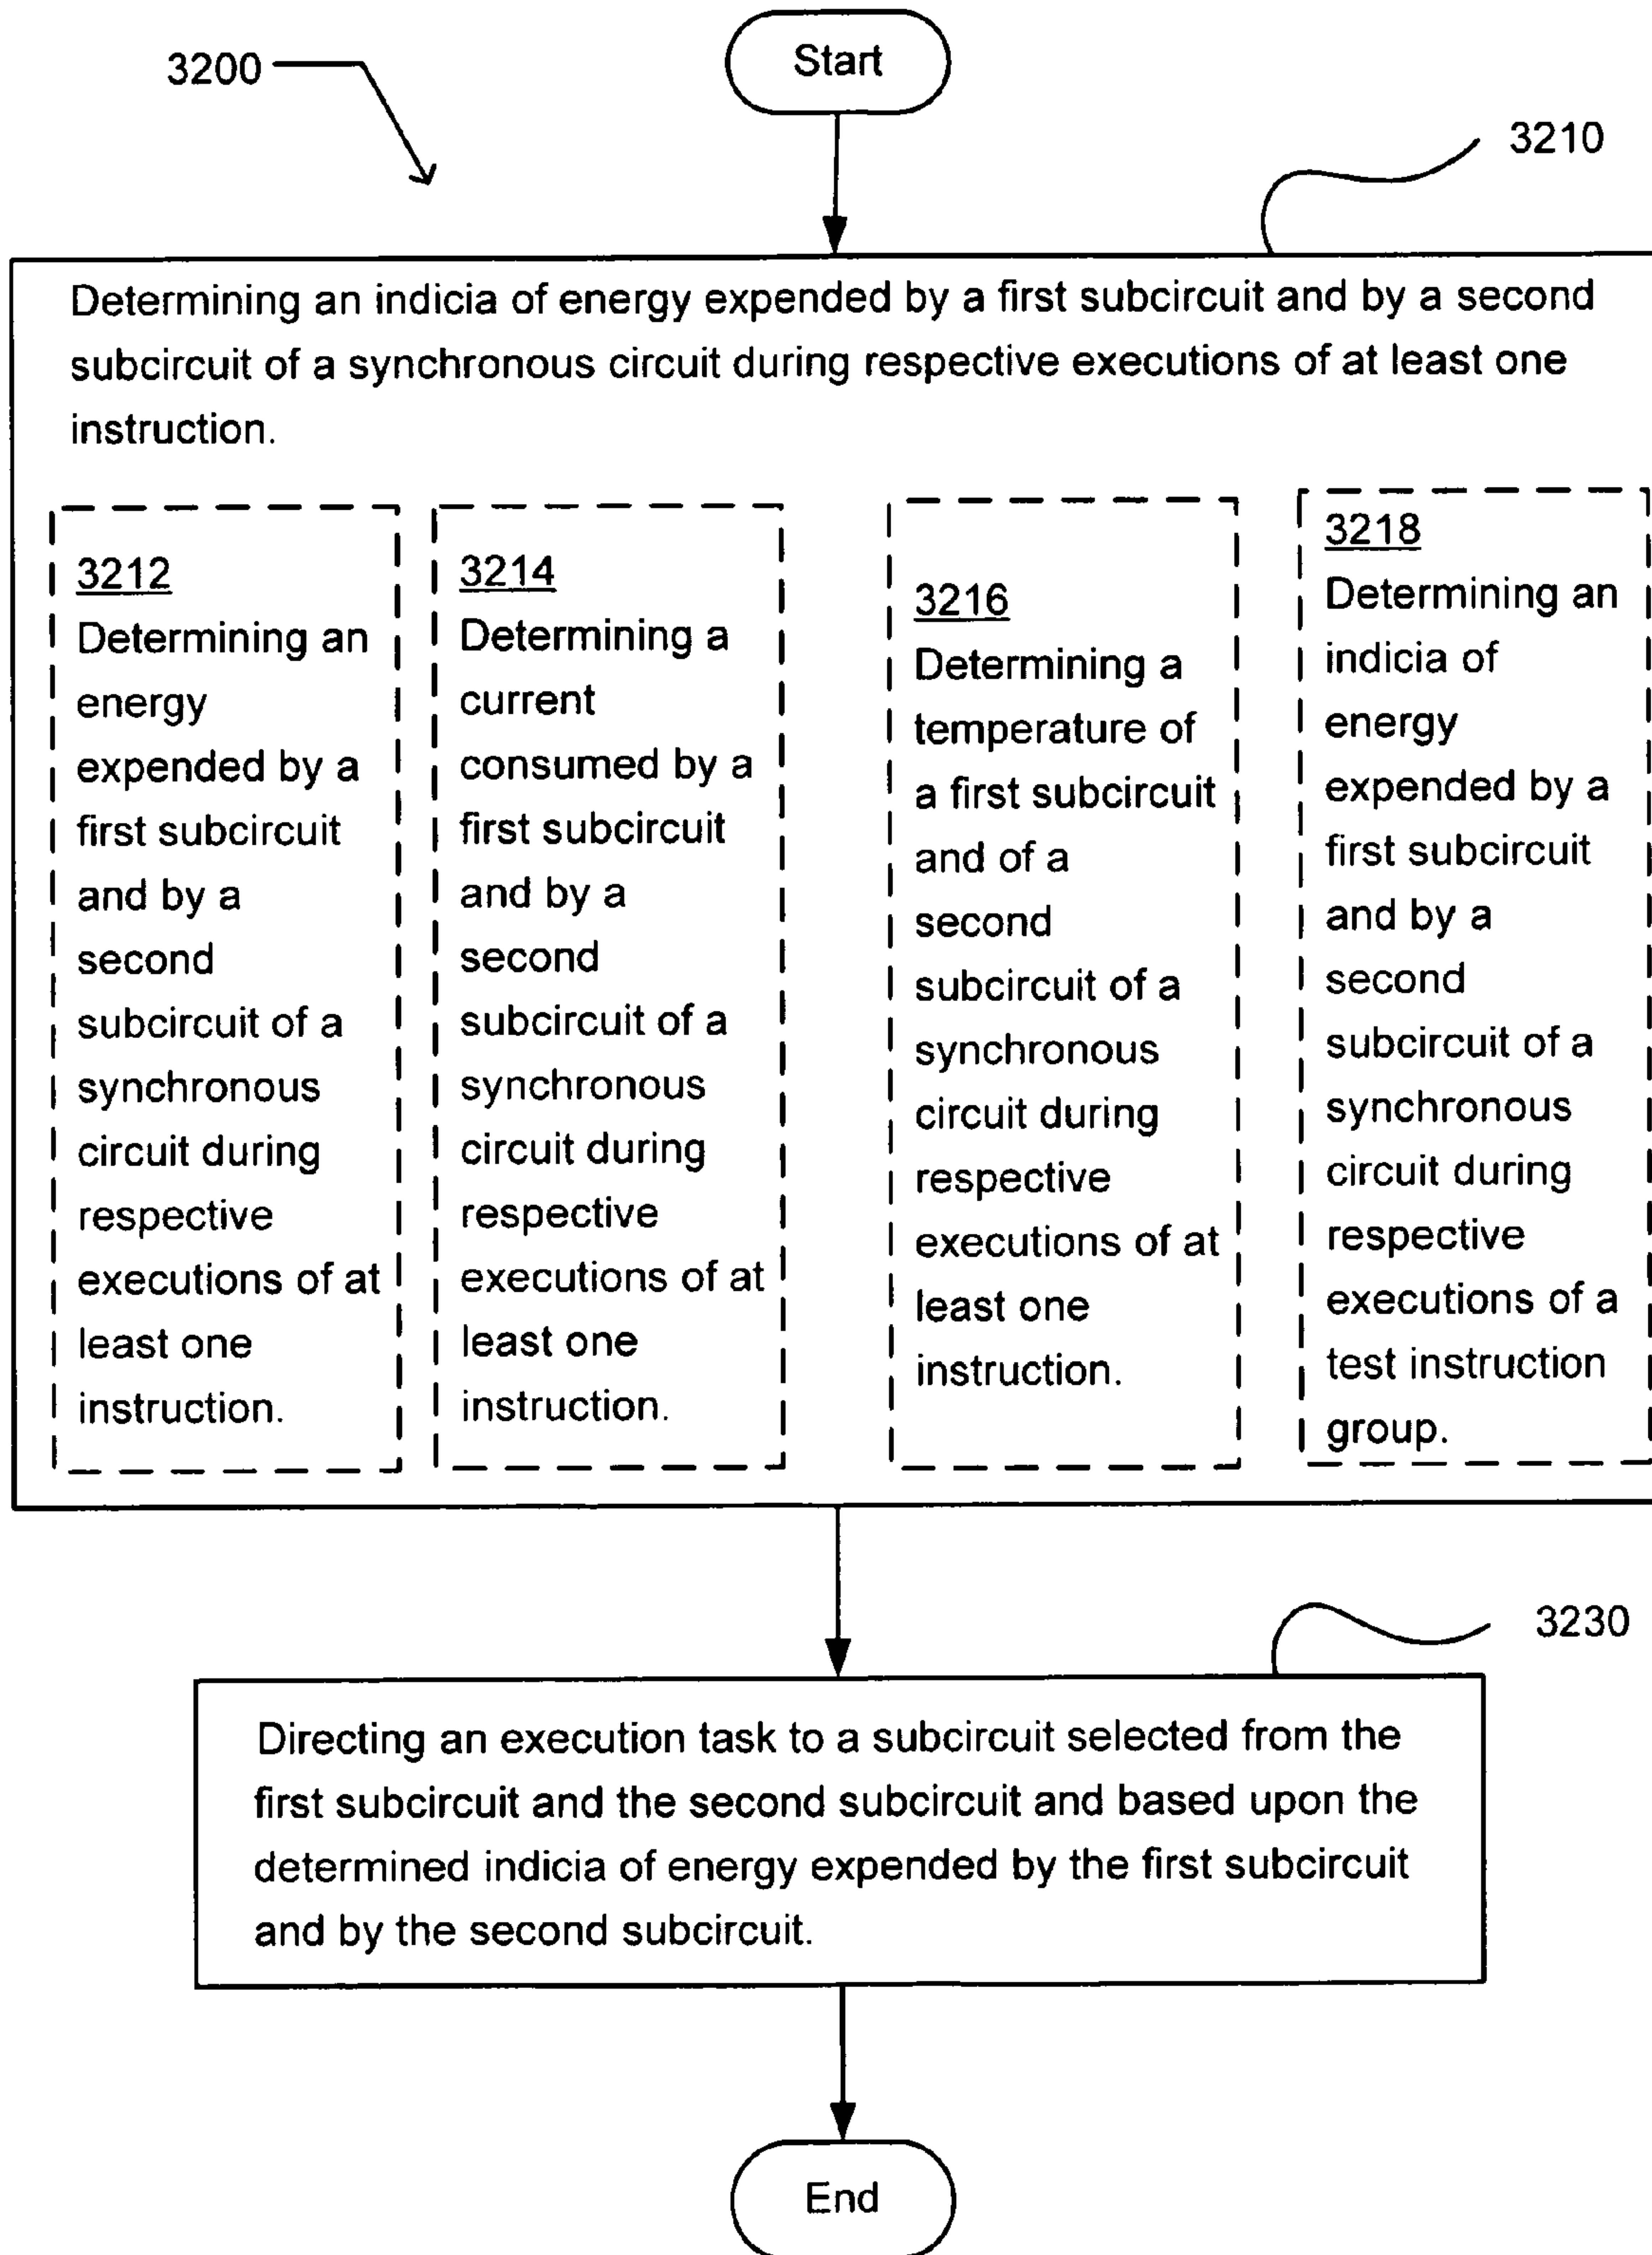 Start
3200
3210
Determining an indicia of energy expended by a first subcircuit and by a second
subcircuit of a synchronous circuit during respective executions of at least one
instruction.
3212
Determining an
energy
expended by a
first subcircuit
and by a
second
subcircuit of a
synchronous
circuit during
respective
executions of at
least one
instruction.
3214
Determining a
current
consumed by a
first subcircuit
and by a
second
subcircuit of a
synchronous
circuit during
respective
executions of at
least one
instruction.
3216
Determining a
temperature of
a first subcircuit
and of a
second
subcircuit of a
synchronous
circuit during
respective
executions of at
least one
instruction.
3218
Determining an
indicia of
energy
expended by a
first subcircuit
and by a
second
subcircuit of a
synchronous
circuit during
respective
executions of a
test instruction
group.
3230
Directing an execution task to a subcircuit selected from the
first subcircuit and the second subcircuit and based upon the
determined indicia of energy expended by the first subcircuit
and by the second subcircuit.
End